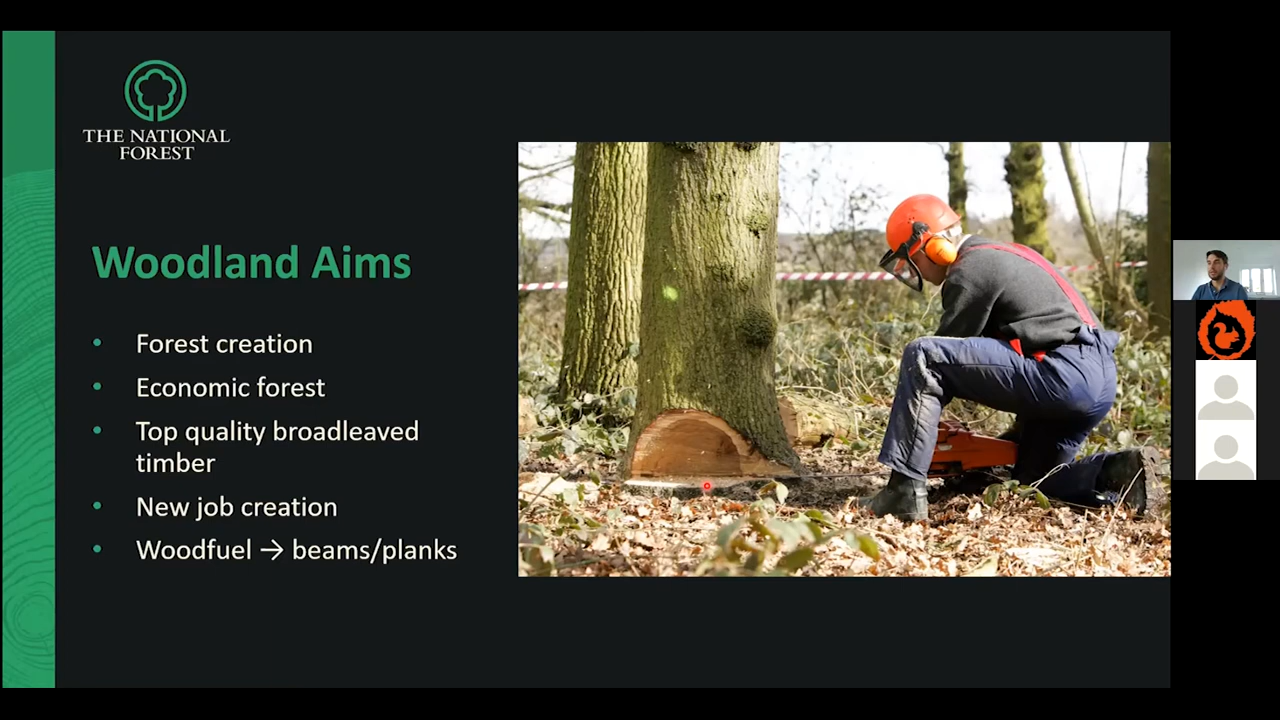 THE NATIONAL
FOREST
Woodland Aims
• Forest creation
• Economic forest
• Top quality broadleaved
timber
• New job creation
• Woodfuel → beams/planks